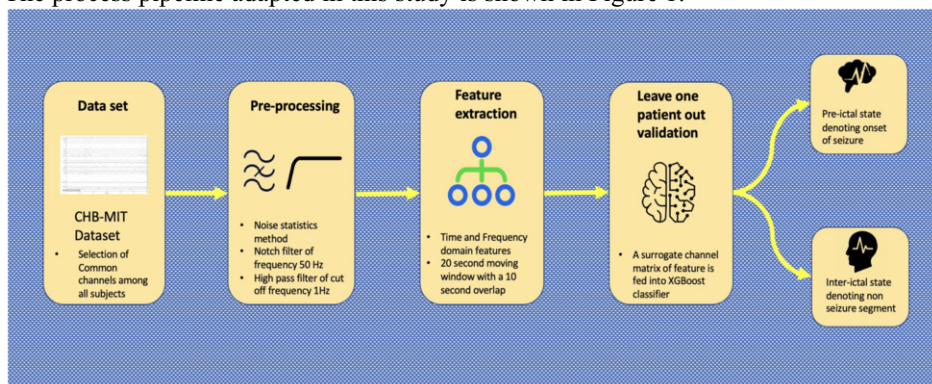 The process pipeline adapted in this study is shown in Figure 1.
Data set
CHB-MIT
Dataset
• Selection of
Common
channels among
all subjects
Pre-processing
• Noise statistics
method
• Notch filter of
frequency 50 Hz
• High pass filter of cut
off frequency 1Hz
Feature
extraction
• Time and Frequency
domain features
• 20 second moving
window with a 10
second overlap
Leave one
patient out
validation
• A surrogate channel
matrix of feature is
fed into XGBoost
classifier
Pre-ictal state
denoting onset
of seizure
Inter-ictal state
denoting non
seizure segment